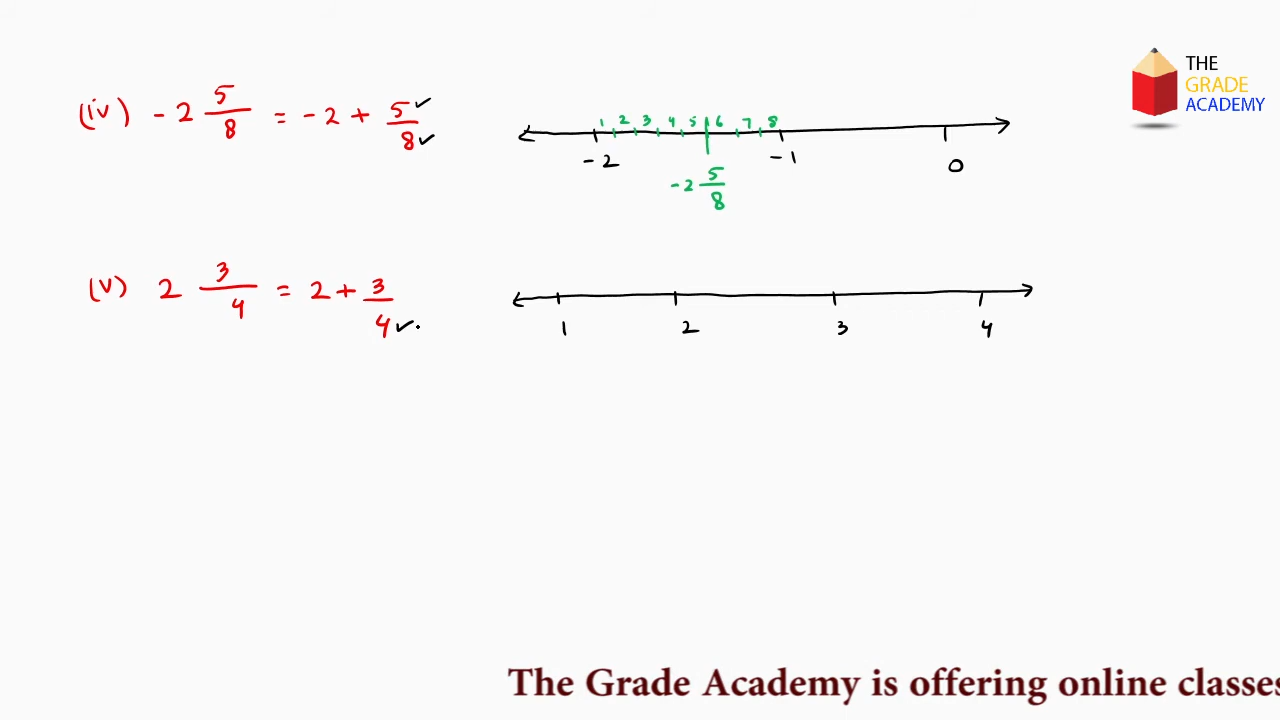 THE
GRADE
ACADEMY
(iv) -2 5/8 = -2 + 5/8 ✓ ✓
1 2 3 4 5 6 7 8
-2 -1 0
-2 5/8
(v) 2 3/4 = 2 + 3/4 ✓
1 2 3 4
The Grade Academy is offering online classes